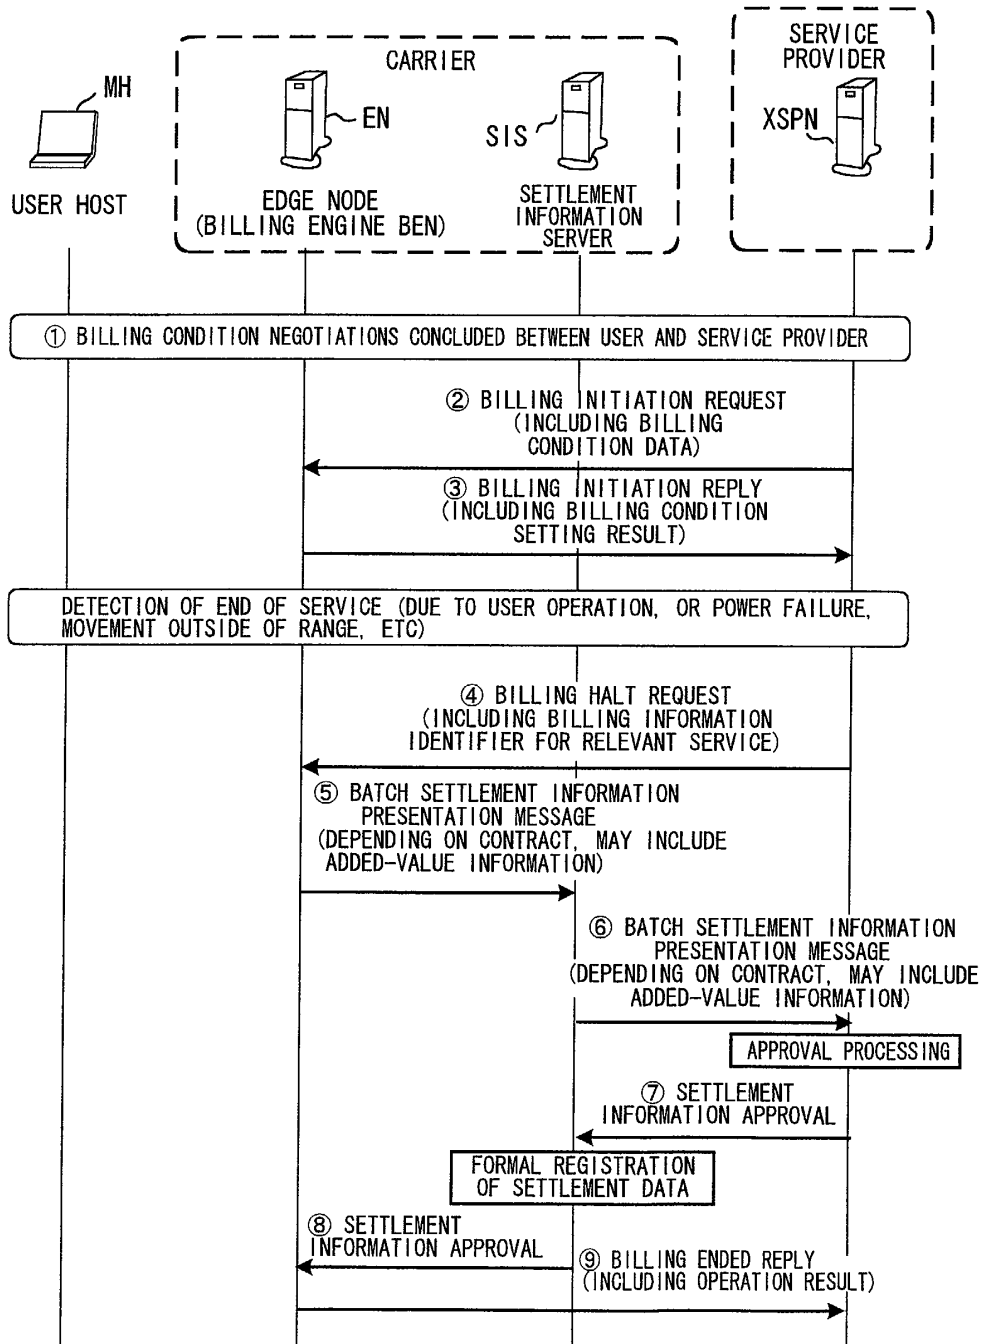 SERVICE
PROVIDER
CARRIER
MH
EN
SIS
XSPN
USER HOST
EDGE NODE
(BILLING ENGINE BEN)
SETTLEMENT
INFORMATION
SERVER
① BILLING CONDITION NEGOTIATIONS CONCLUDED BETWEEN USER AND SERVICE PROVIDER
② BILLING INITIATION REQUEST
(INCLUDING BILLING
CONDITION DATA)
③ BILLING INITIATION REPLY
(INCLUDING BILLING CONDITION
SETTING RESULT)
DETECTION OF END OF SERVICE (DUE TO USER OPERATION, OR POWER FAILURE,
MOVEMENT OUTSIDE OF RANGE, ETC)
④ BILLING HALT REQUEST
(INCLUDING BILLING INFORMATION
IDENTIFIER FOR RELEVANT SERVICE)
⑤ BATCH SETTLEMENT INFORMATION
PRESENTATION MESSAGE
(DEPENDING ON CONTRACT, MAY INCLUDE
ADDED-VALUE INFORMATION)
⑥ BATCH SETTLEMENT INFORMATION
PRESENTATION MESSAGE
(DEPENDING ON CONTRACT, MAY INCLUDE
ADDED-VALUE INFORMATION)
APPROVAL PROCESSING
⑦ SETTLEMENT
INFORMATION APPROVAL
FORMAL REGISTRATION
OF SETTLEMENT DATA
⑧ SETTLEMENT
INFORMATION APPROVAL
⑨ BILLING ENDED REPLY
(INCLUDING OPERATION RESULT)